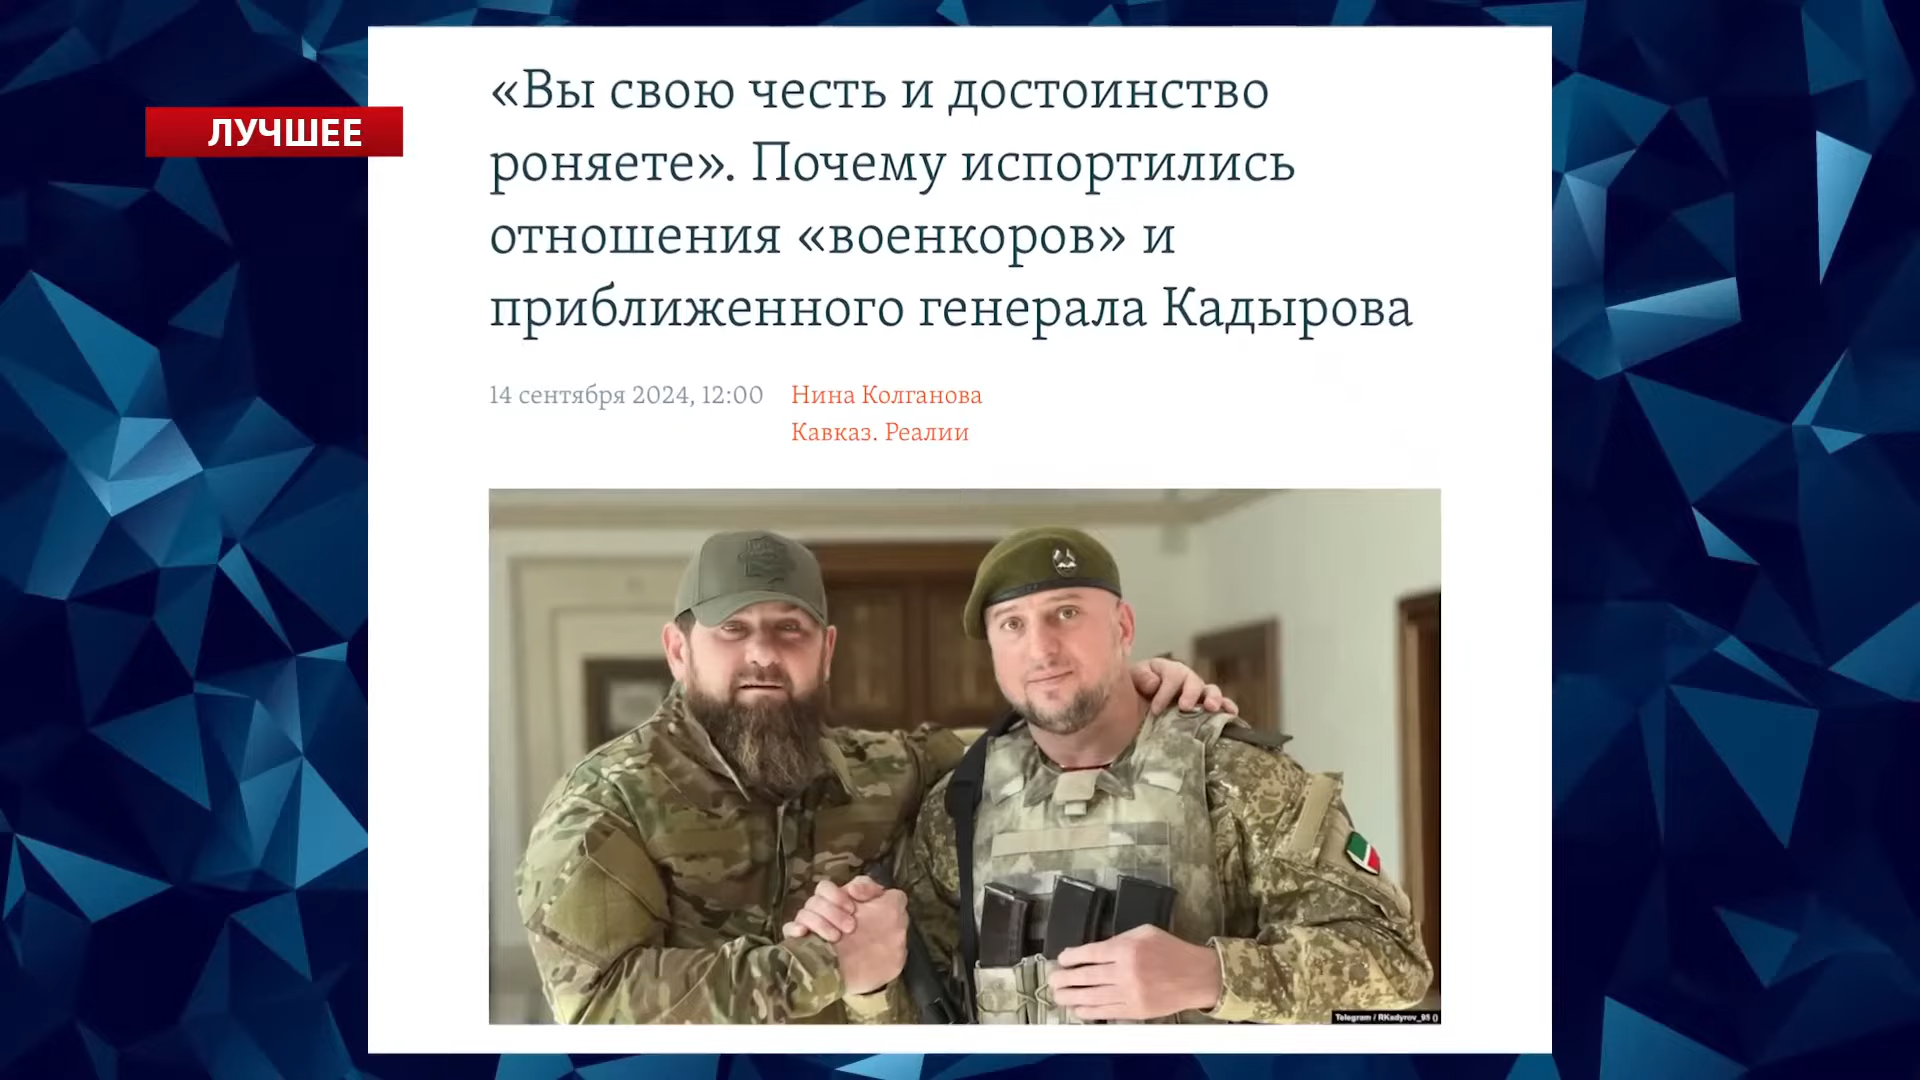 ЛУЧШЕЕ
«Вы свою честь и достоинство
роняете». Почему испортились
отношения «военкоров» и
приближенного генерала Кадырова
14 сентября 2024, 12:00
Нина Колганова
Кавказ. Реалии
Telegram / RKadyrov_95 ()